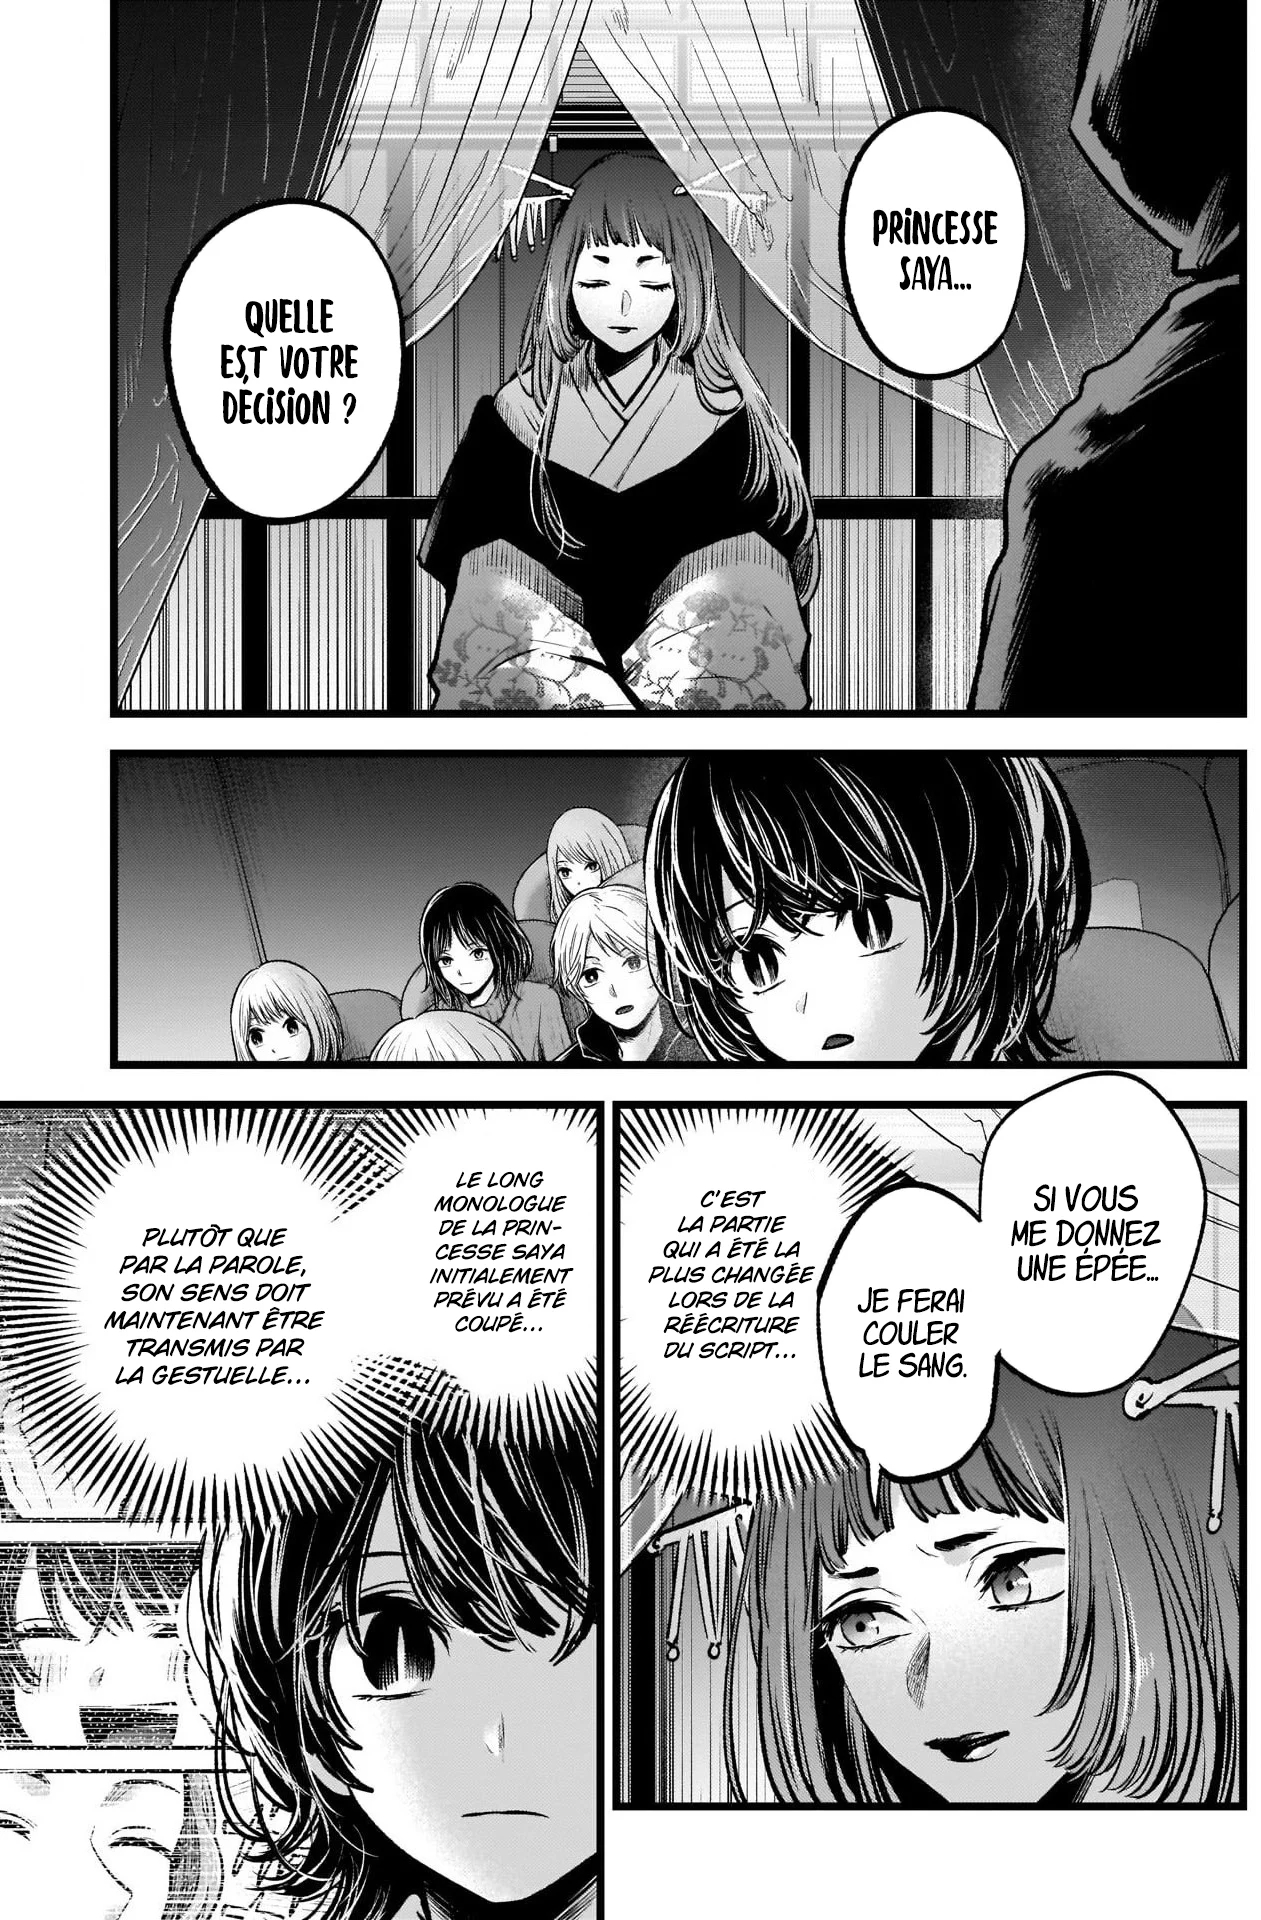 PRINCESSE
SAYA...
QUELLE
EST VOTRE
DÉCISION ?
SI VOUS
ME DONNEZ
UNE ÉPÉE...
JE FERAI
COULER
LE SANG.
C'EST
LA PARTIE
QUI A ÉTÉ LA
PLUS CHANGÉE
LORS DE LA
RÉÉCRITURE
DU SCRIPT...
LE LONG
MONOLOGUE
DE LA PRIN-
CESSE SAYA
INITIALEMENT
PRÉVU A ÉTÉ
COUPÉ...
PLUTÔT QUE
PAR LA PAROLE,
SON SENS DOIT
MAINTENANT ÊTRE
TRANSMIS PAR
LA GESTUELLE...